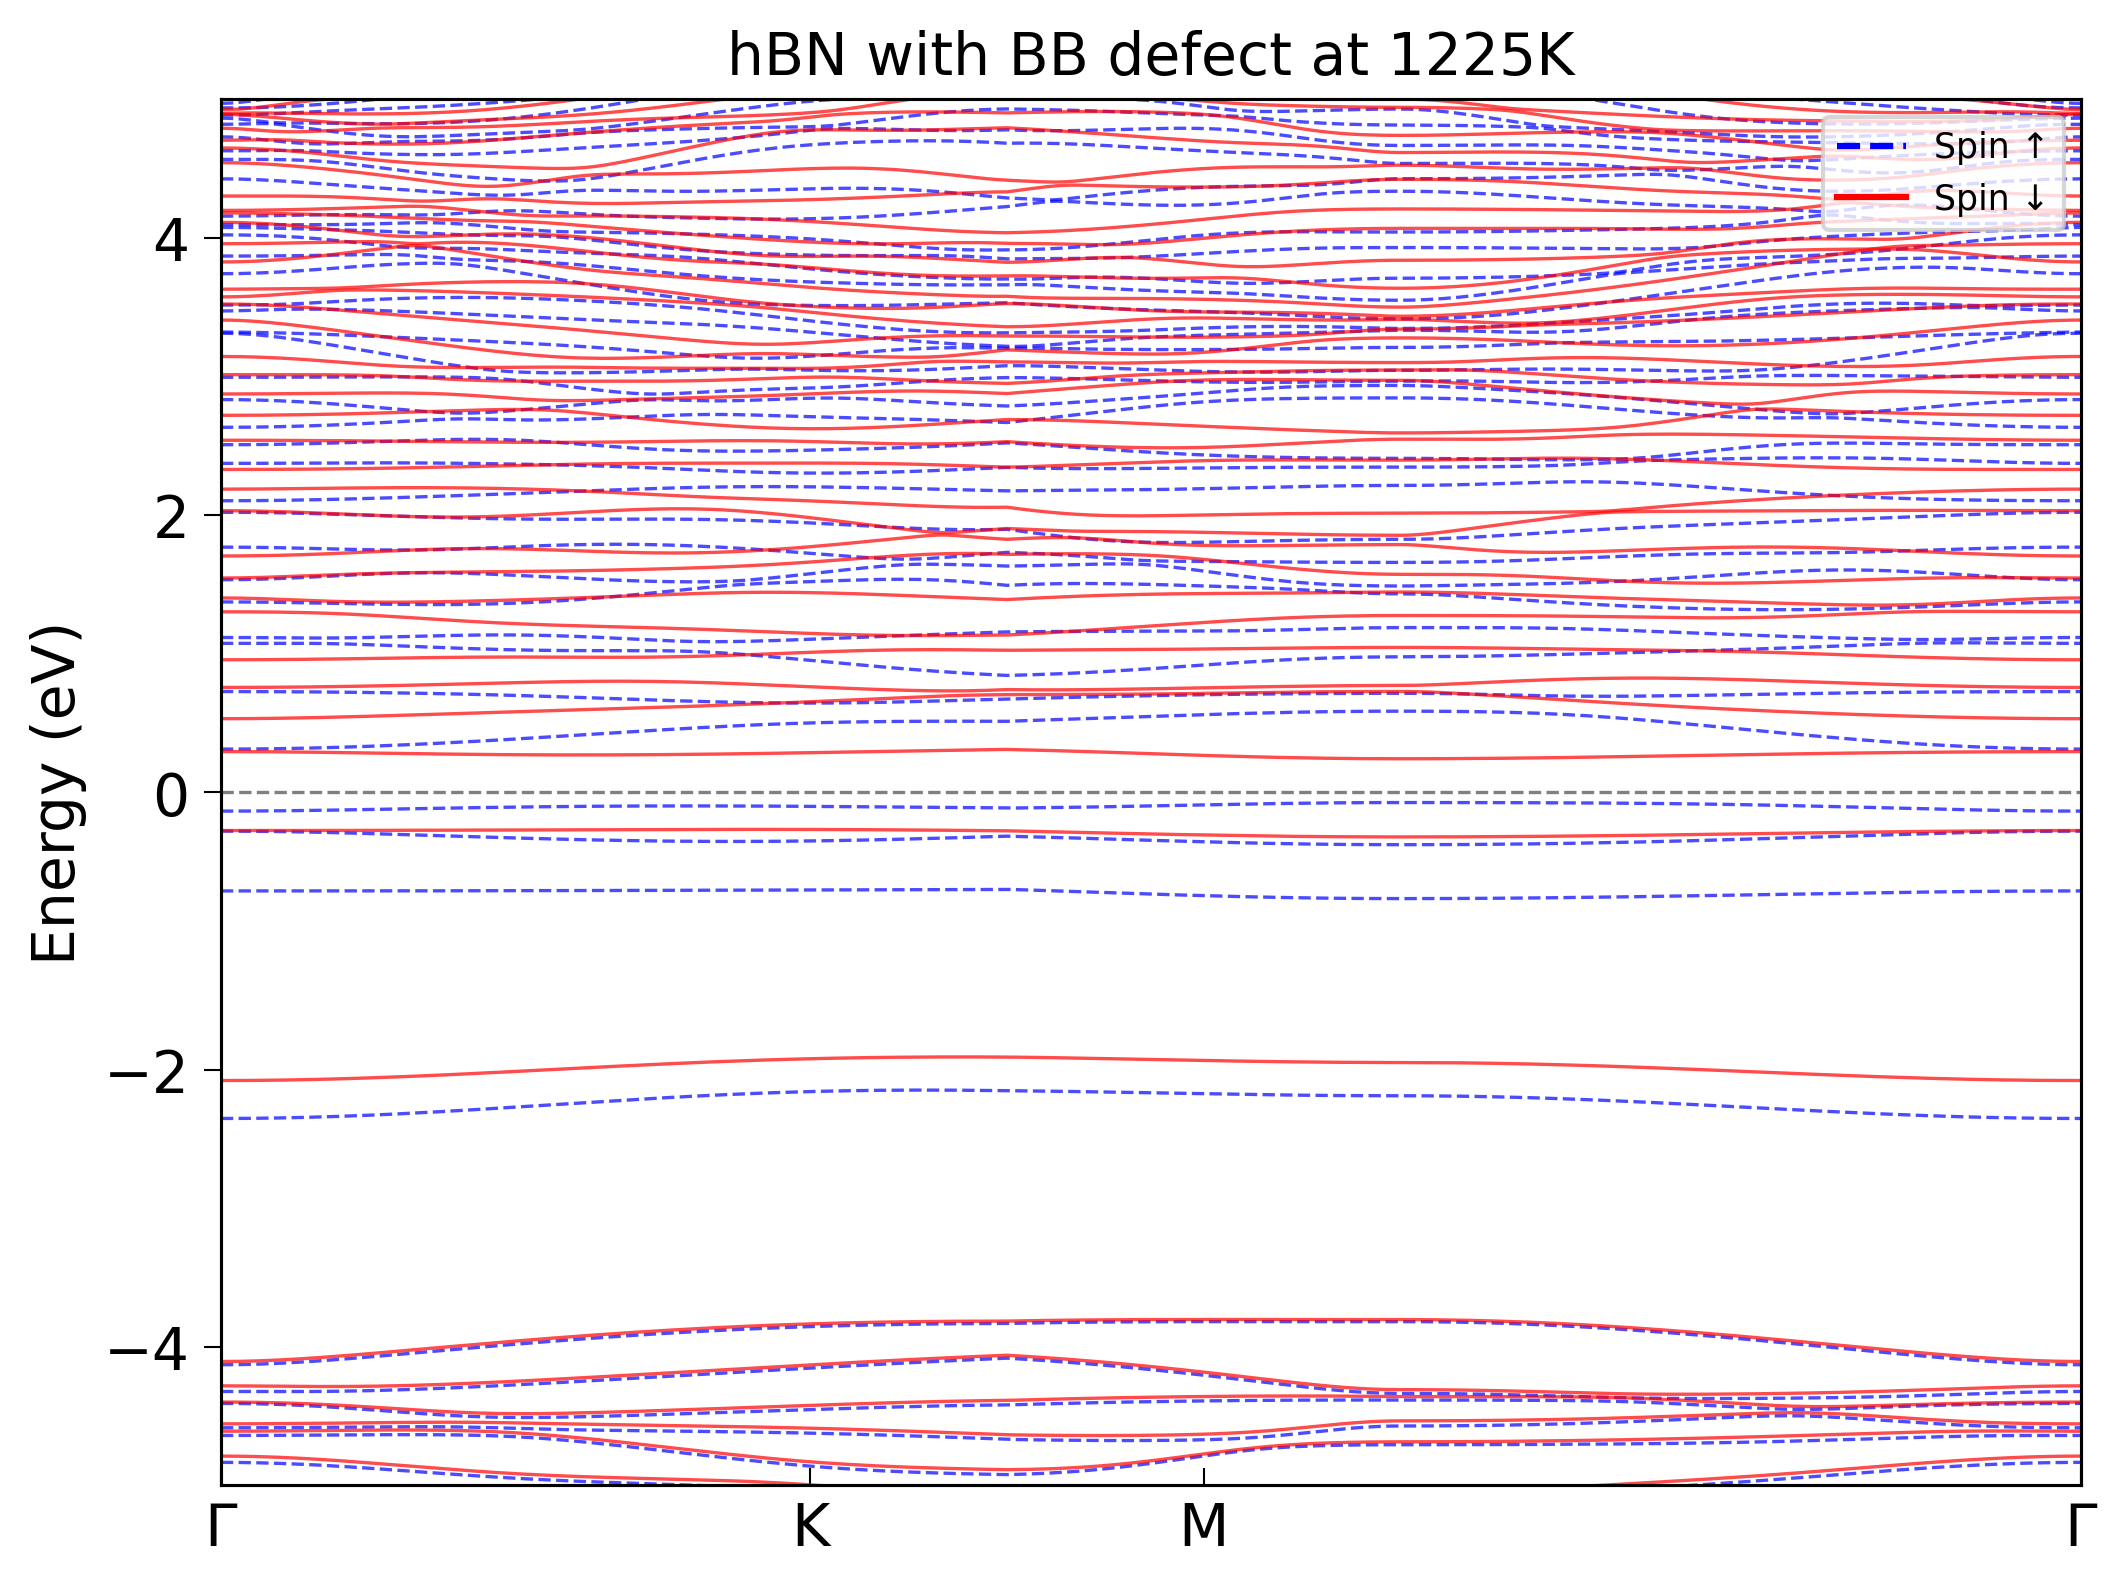 hBN with BB defect at 1225K
Spin ↑
Spin ↓
Energy (eV)
4
2
0
−2
−4
Γ
K
M
Γ